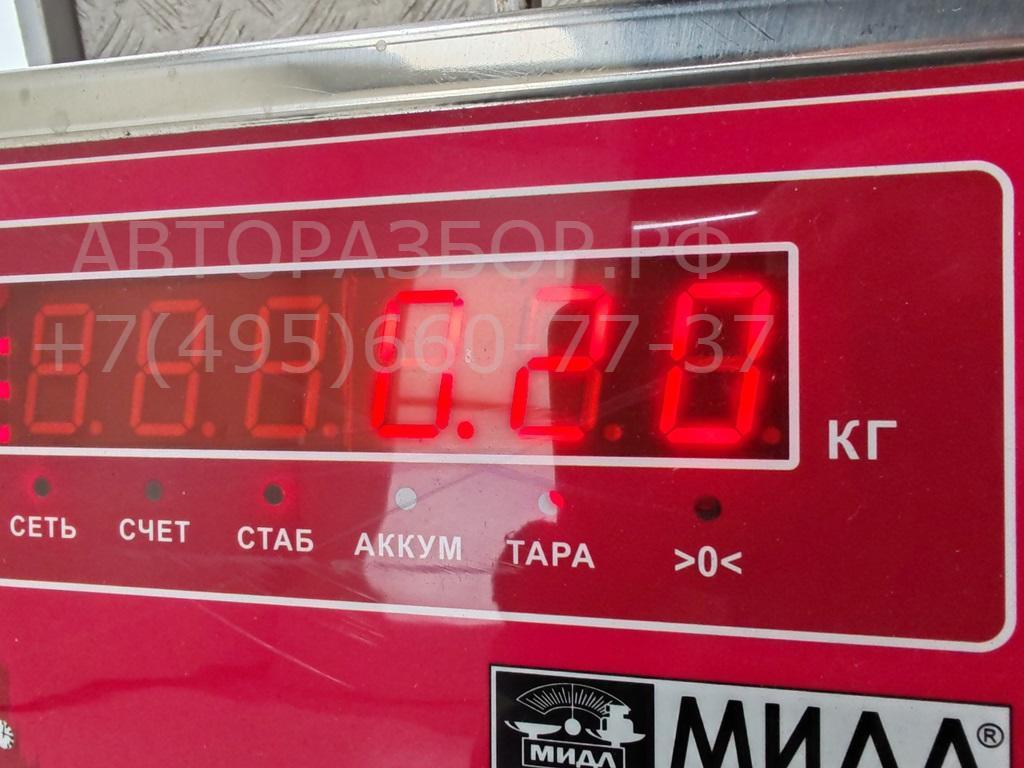 АВТОРАЗБОР.РФ
+7(495)660-77-37
0.28
КГ
СЕТЬ СЧЕТ СТАБ АККУМ ТАРА >0<
МИДЛ МИДЛ®